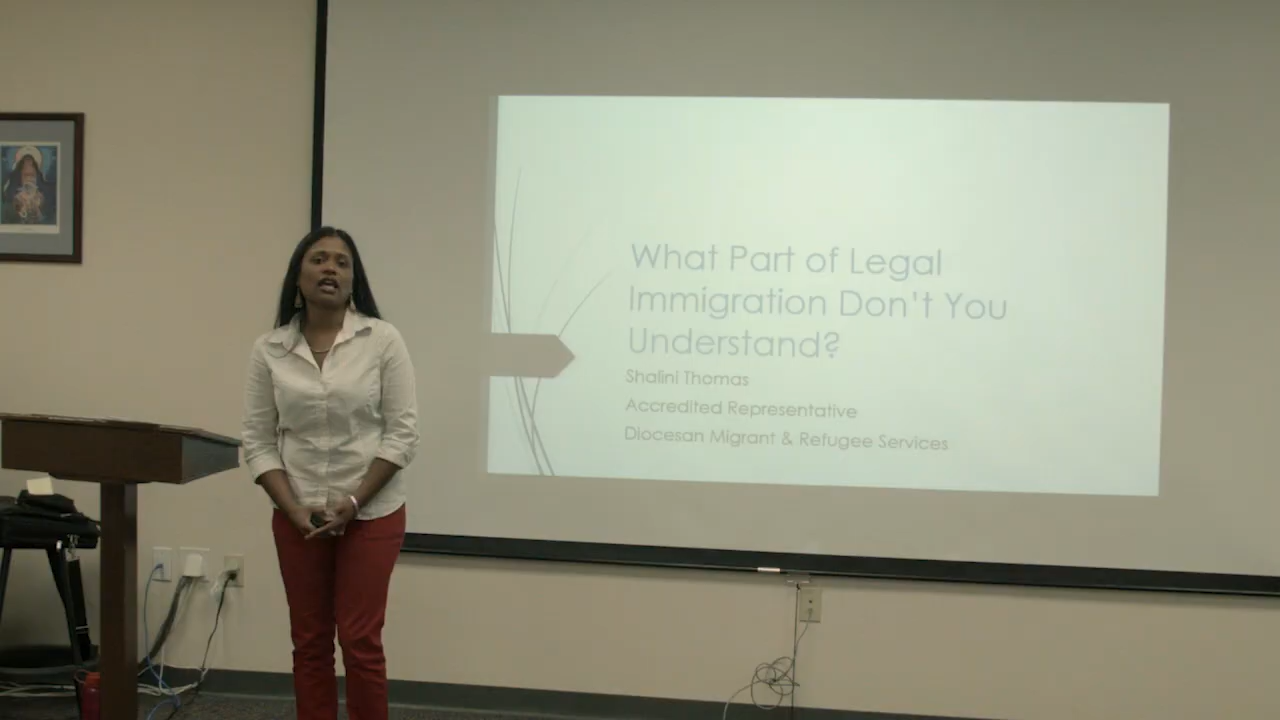 What Part of Legal
Immigration Don't You
Understand?
Shalini Thomas
Accredited Representative
Diocesan Migrant & Refugee Services